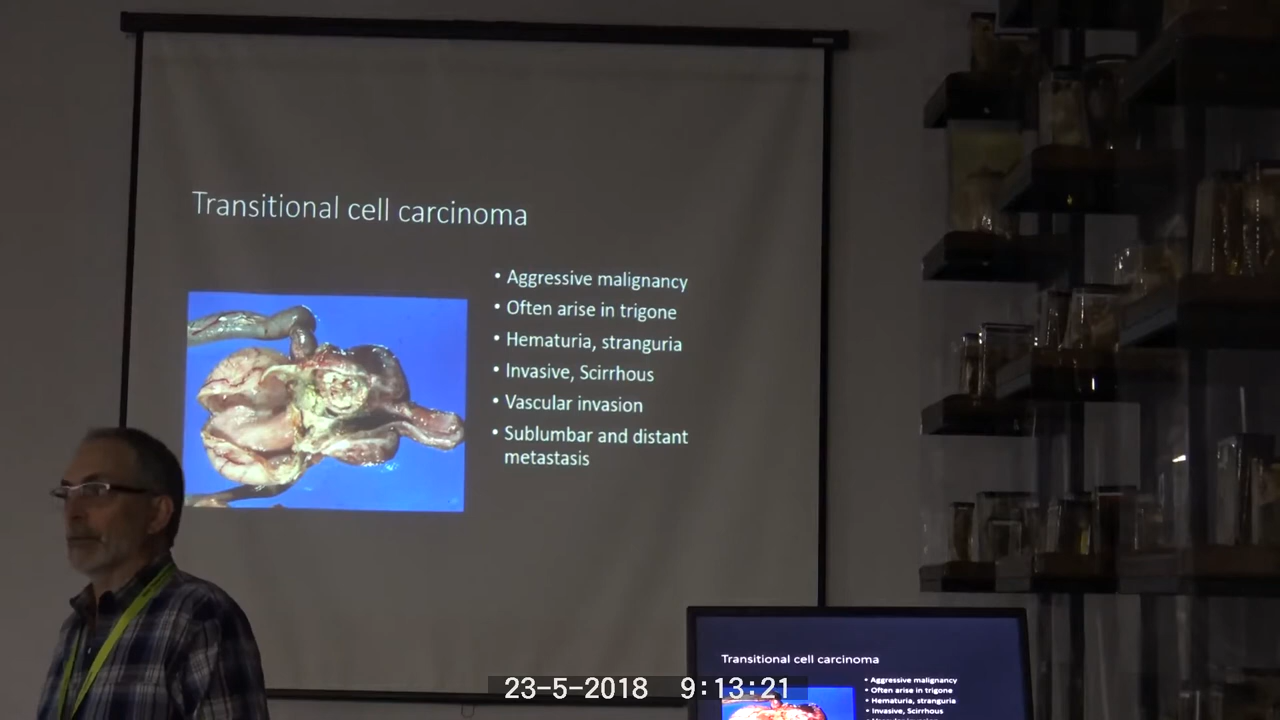 Transitional cell carcinoma
• Aggressive malignancy
• Often arise in trigone
• Hematuria, stranguria
• Invasive, Scirrhous
• Vascular invasion
• Sublumbar and distant
metastasis
Transitional cell carcinoma
• Aggressive malignancy
• Often arise in trigone
• Hematuria, stranguria
• Invasive, Scirrhous
23-5-2018 9:13:21